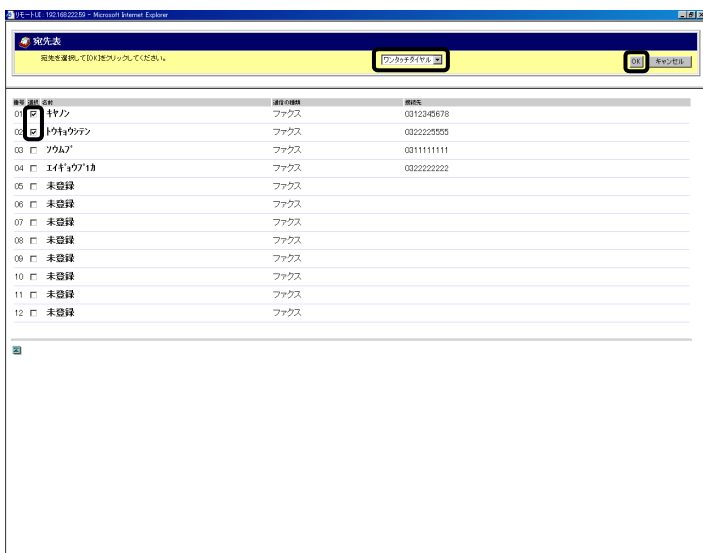 リモートUI : 192.168.222.59 - Microsoft Internet Explorer
宛先表
宛先を選択して[OK]をクリックしてください。
ワンタッチダイヤル
OK キャンセル
番号 選択 名前 通信の種類 接続先
01 キヤノン ファクス 0312345678
02 トウキョウシテン ファクス 0322225555
03 ソウムブ ファクス 0311111111
04 エイギョウブ1カ ファクス 0322222222
05 未登録 ファクス
06 未登録 ファクス
07 未登録 ファクス
08 未登録 ファクス
09 未登録 ファクス
10 未登録 ファクス
11 未登録 ファクス
12 未登録 ファクス